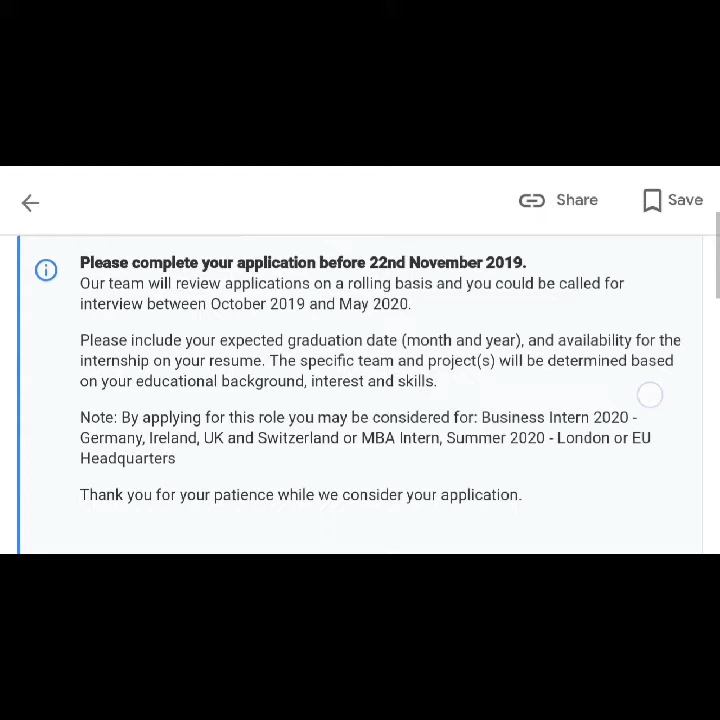 Share
Save
Please complete your application before 22nd November 2019.
Our team will review applications on a rolling basis and you could be called for
interview between October 2019 and May 2020.
Please include your expected graduation date (month and year), and availability for the
internship on your resume. The specific team and project(s) will be determined based
on your educational background, interest and skills.
Note: By applying for this role you may be considered for: Business Intern 2020 -
Germany, Ireland, UK and Switzerland or MBA Intern, Summer 2020 - London or EU
Headquarters
Thank you for your patience while we consider your application.